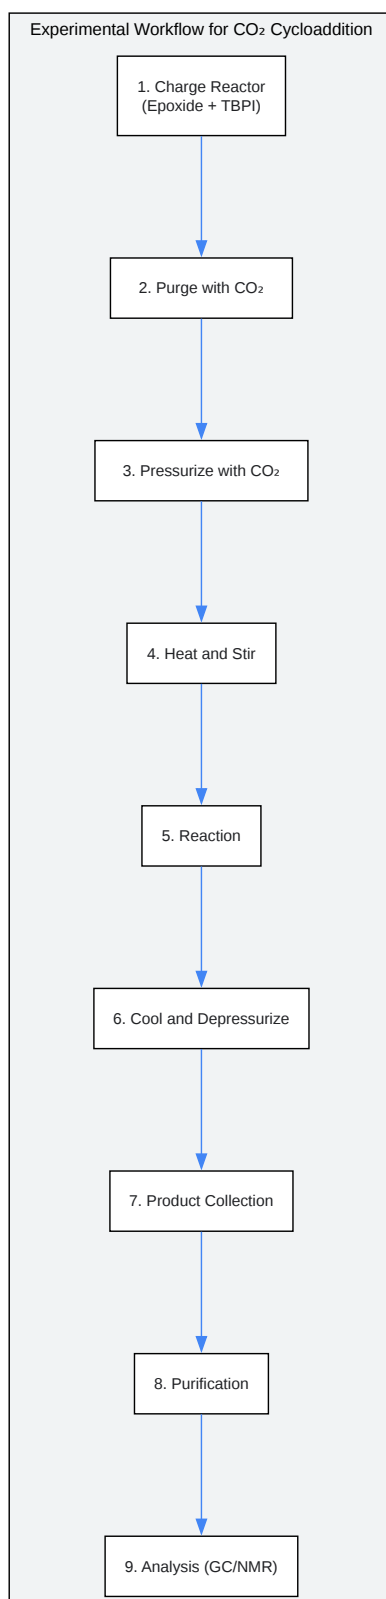 Experimental Workflow for CO₂ Cycloaddition
1. Charge Reactor
(Epoxide + TBPI)
2. Purge with CO₂
3. Pressurize with CO₂
4. Heat and Stir
5. Reaction
6. Cool and Depressurize
7. Product Collection
8. Purification
9. Analysis (GC/NMR)